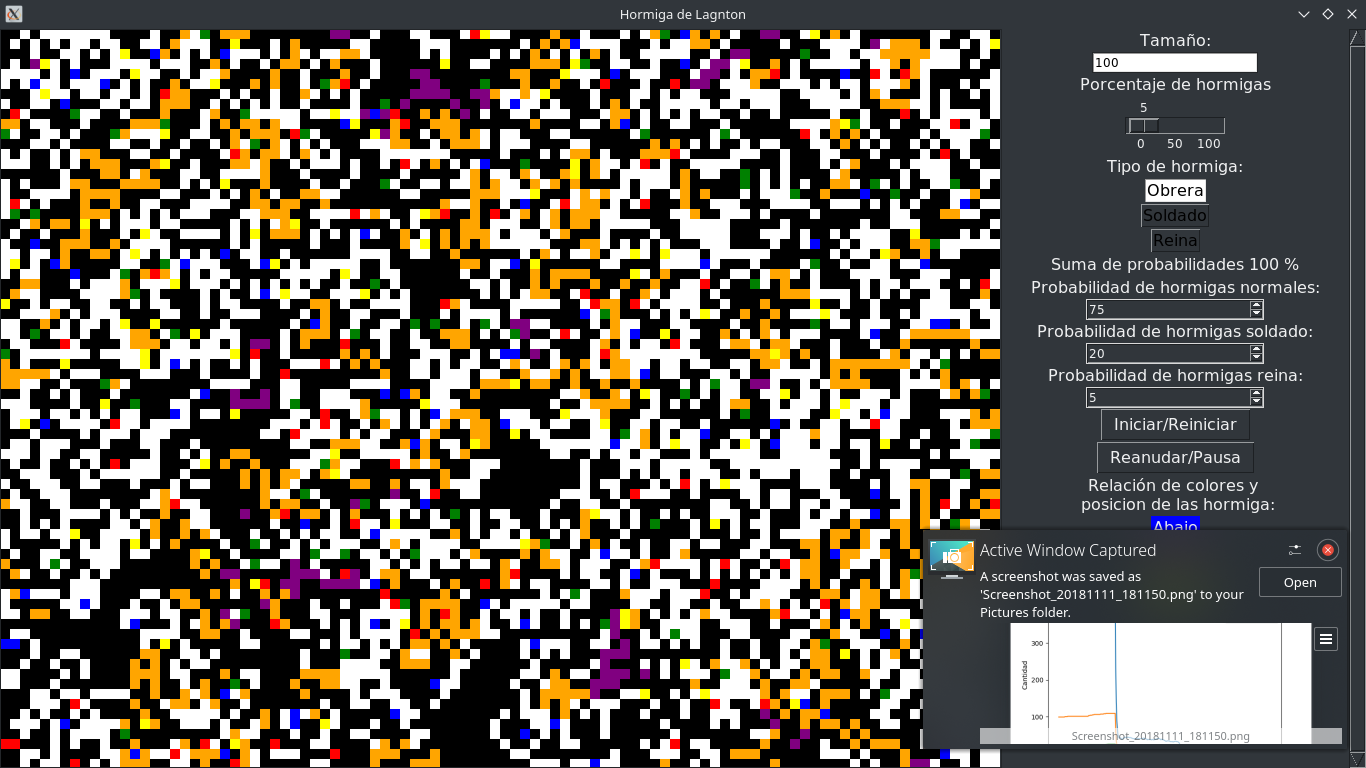 Hormiga de Lagnton
Tamaño:
100
Porcentaje de hormigas
5
0 50 100
Tipo de hormiga:
Obrera
Soldado
Reina
Suma de probabilidades 100 %
Probabilidad de hormigas normales:
75
Probabilidad de hormigas soldado:
20
Probabilidad de hormigas reina:
5
Iniciar/Reiniciar
Reanudar/Pausa
Relación de colores y
posicion de las hormiga:
Abajo
Active Window Captured
A screenshot was saved as
'Screenshot_20181111_181150.png' to your
Pictures folder.
Open
300
200
100
Cantidad
Screenshot_20181111_181150.png